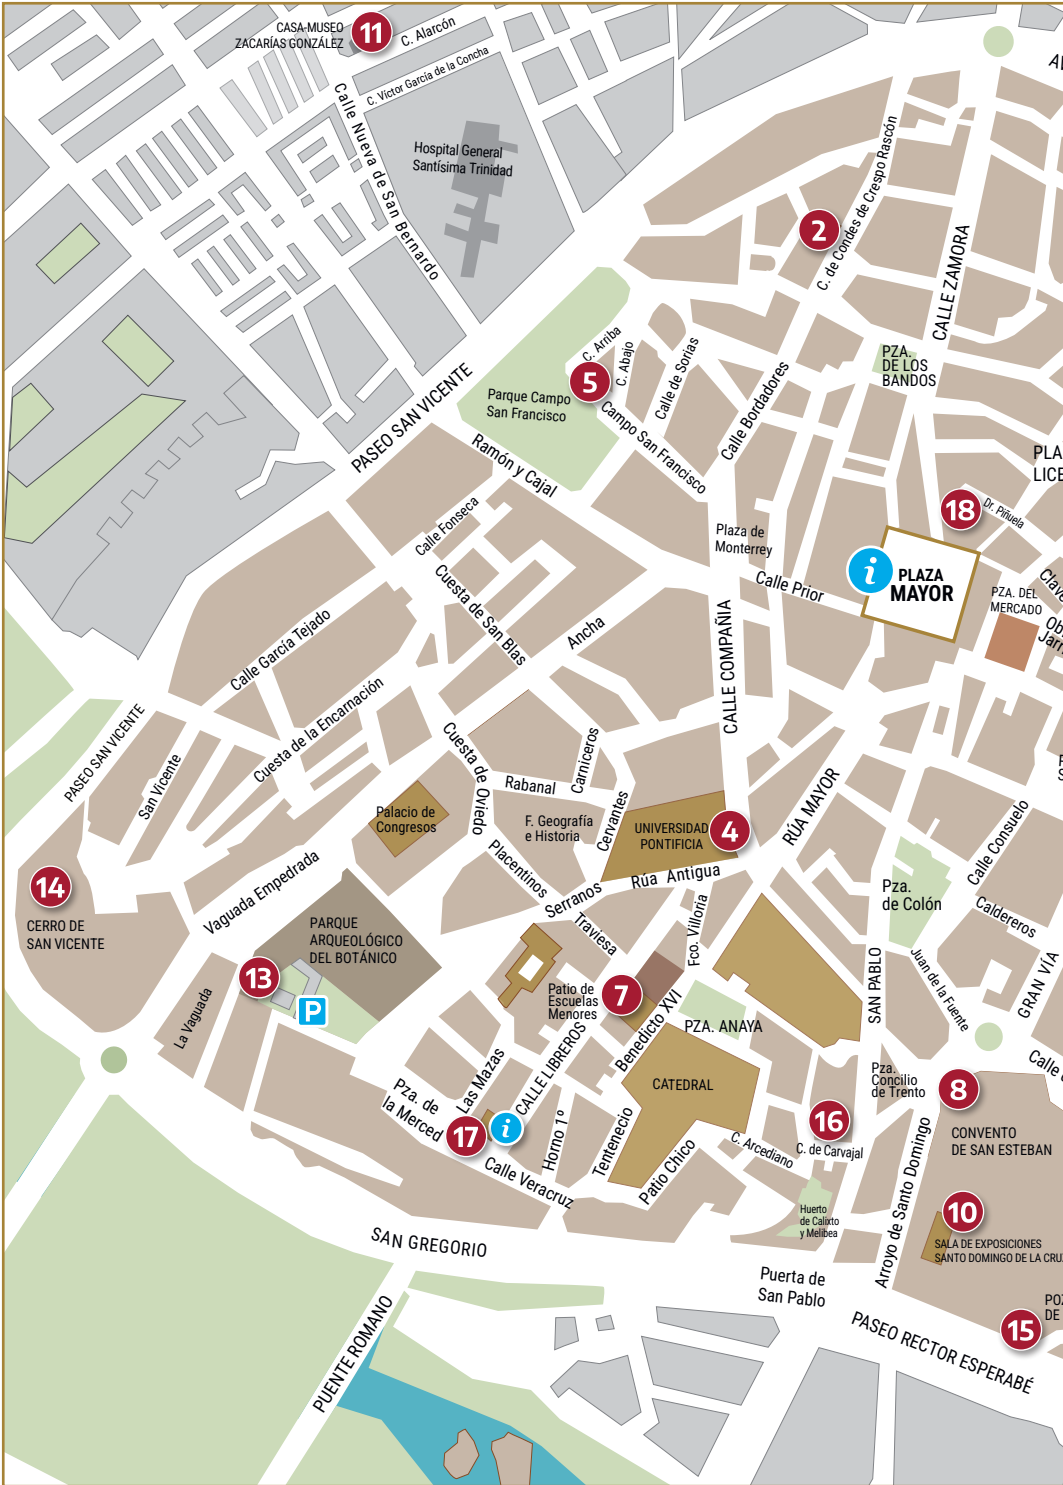 CASA-MUSEO
ZACARÍAS GONZÁLEZ
11
C. Alarcón
C. Víctor García de la Concha
Calle Nueva de San Bernardo
Hospital General
Santísima Trinidad
2
C. de Condes de Crespo Rascón
CALLE ZAMORA
PZA.
DE LOS
BANDOS
C. Arriba
C. Abajo
Calle de Sorias
5
Parque Campo
San Francisco
Campo San Francisco
Calle Bordadores
PASEO SAN VICENTE
Ramón y Cajal
Calle Fonseca
18
Dr. Piñuela
Plaza de
Monterrey
Calle Prior
i
PLAZA
MAYOR
PZA. DEL
MERCADO
Cuesta de San Blas
Ancha
Calle García Tejado
Cuesta de la Encarnación
CALLE COMPAÑIA
PASEO SAN VICENTE
San Vicente
Cuesta de Oviedo
Rabanal
Carniceros
Cervantes
Palacio de
Congresos
F. Geografía
e Historia
UNIVERSIDAD
PONTIFICIA
4
RÚA MAYOR
Calle Consuelo
Placentinos
Rúa Antigua
Serranos
Traviesa
Fco. Villoria
Pza.
de Colón
Caldereros
14
CERRO DE
SAN VICENTE
Vaguada Empedrada
PARQUE
ARQUEOLÓGICO
DEL BOTÁNICO
13
P
La Vaguada
Patio de
Escuelas
Menores
7
Benedicto XVI
PZA. ANAYA
SAN PABLO
Juan de la Fuente
GRAN VÍA
CALLE LIBREROS
Las Mazas
Pza. de
la Merced
17
i
Horno 1º
Tentenecio
CATEDRAL
Patio Chico
C. Arcediano
16
C. de Carvajal
Pza.
Concilio
de Trento
8
CONVENTO
DE SAN ESTEBAN
Arroyo de Santo Domingo
Calle Veracruz
Huerto
de Calixto
y Melibea
10
SALA DE EXPOSICIONES
SANTO DOMINGO DE LA CRU
SAN GREGORIO
Puerta de
San Pablo
15
PASEO RECTOR ESPERABÉ
PUENTE ROMANO